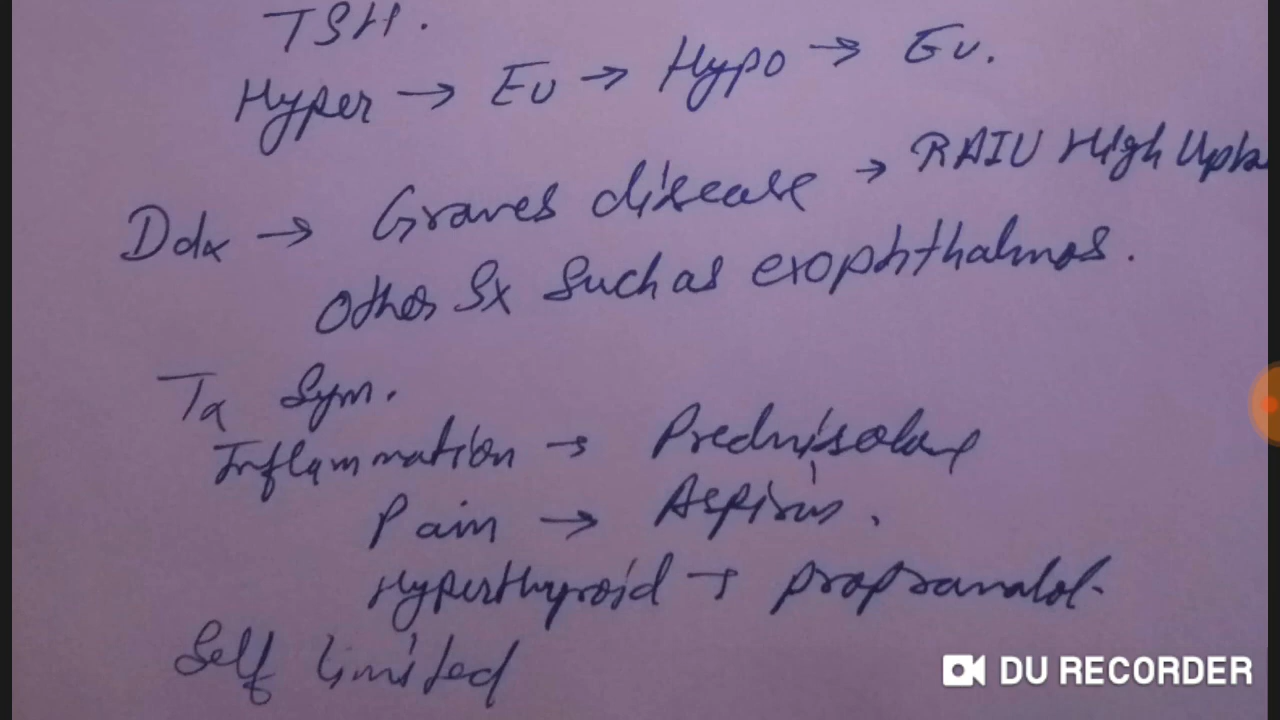 TSH.
Hyper → Eu → Hypo → Eu.
Ddx → Graves disease → RAIU High Upta
Other Sx Such as exophthalmos.
Tx Sym.
Inflammation → Prednisolone
Pain → Aspirin.
Hyperthyroid → propranalol.
Self limited
DU RECORDER